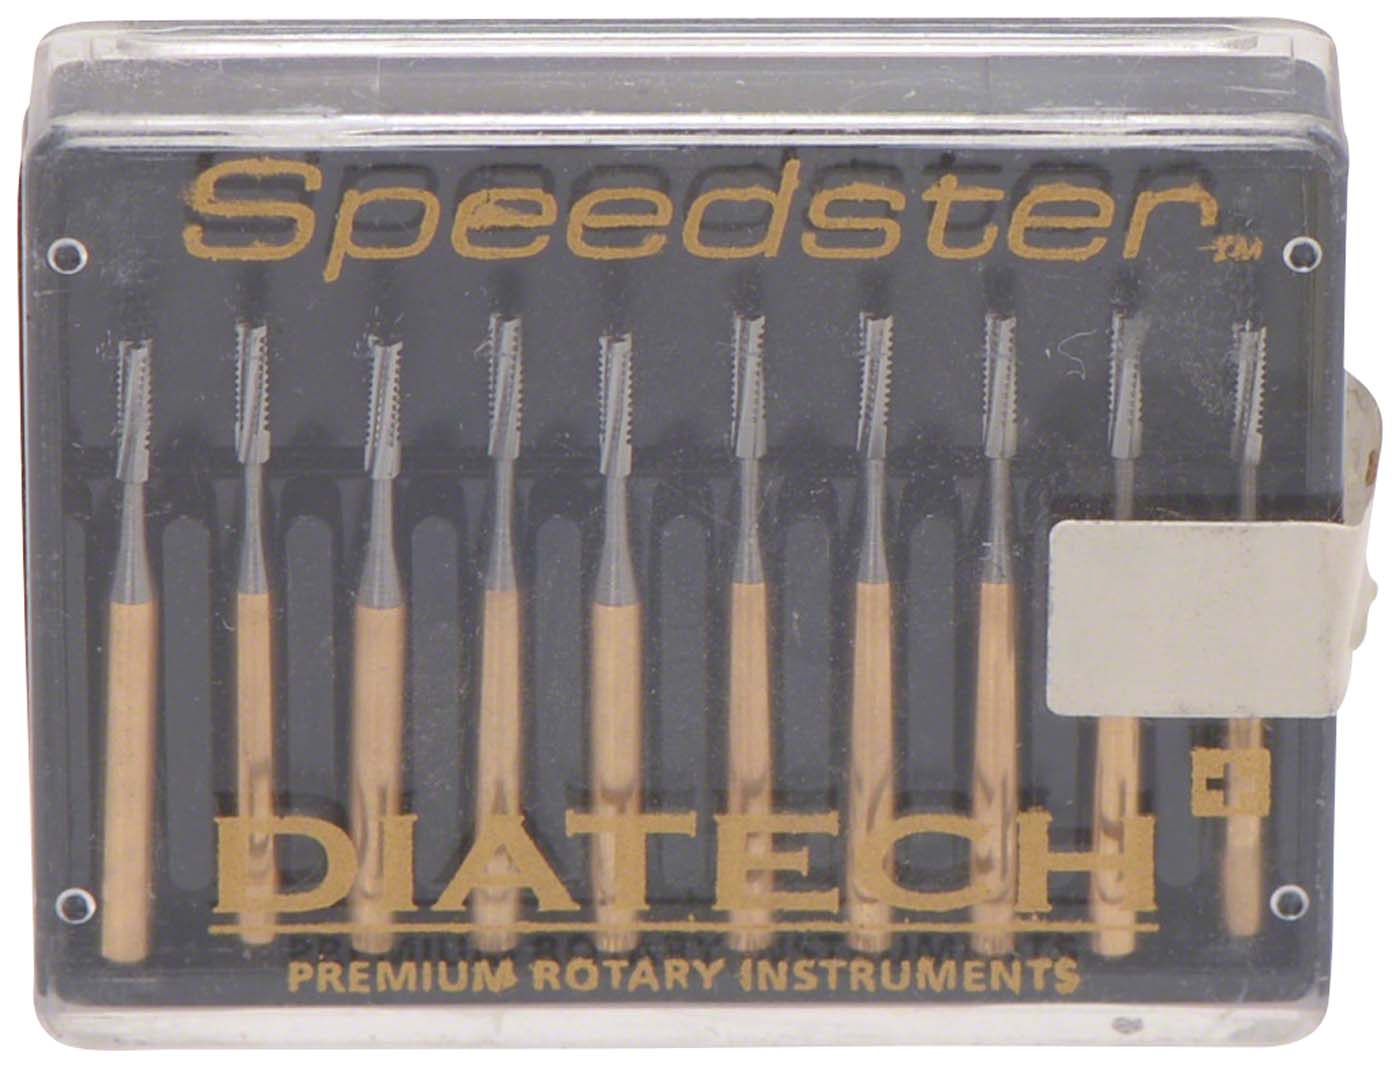 Speedster™
DIATECH
PREMIUM ROTARY INSTRUMENTS